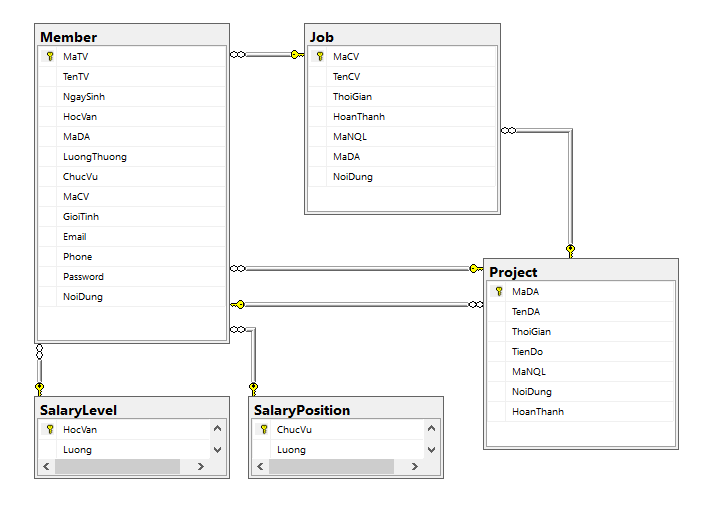 Member
MaTV
TenTV
NgaySinh
HocVan
MaDA
LuongThuong
ChucVu
MaCV
GioiTinh
Email
Phone
Password
NoiDung
Job
MaCV
TenCV
ThoiGian
HoanThanh
MaNQL
MaDA
NoiDung
Project
MaDA
TenDA
ThoiGian
TienDo
MaNQL
NoiDung
HoanThanh
SalaryLevel
HocVan
Luong
SalaryPosition
ChucVu
Luong